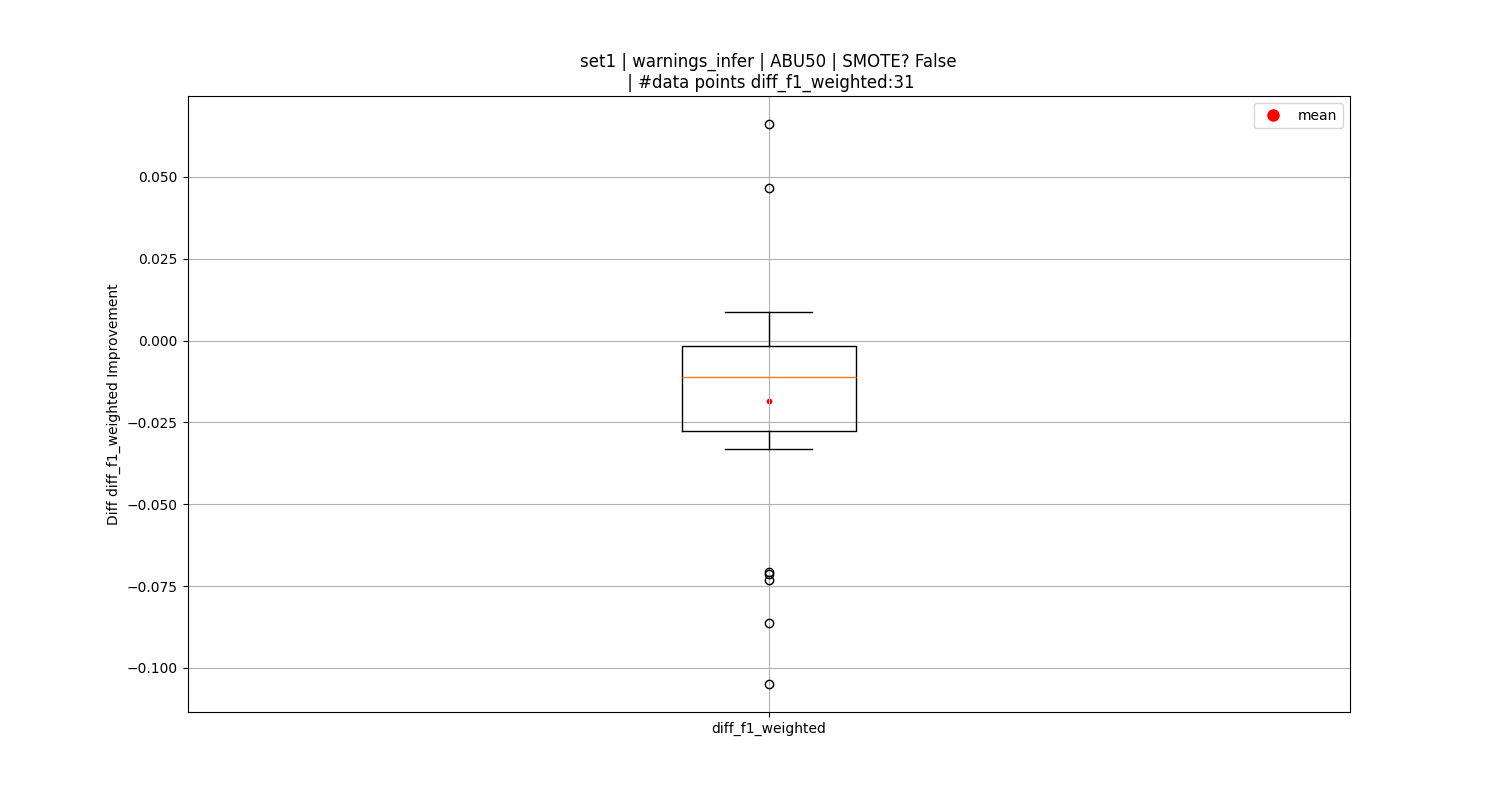 set1 | warnings_infer | ABU50 | SMOTE? False
| #data points diff_f1_weighted:31
mean
0.050
0.025
0.000
−0.025
−0.050
−0.075
−0.100
Diff diff_f1_weighted Improvement
diff_f1_weighted